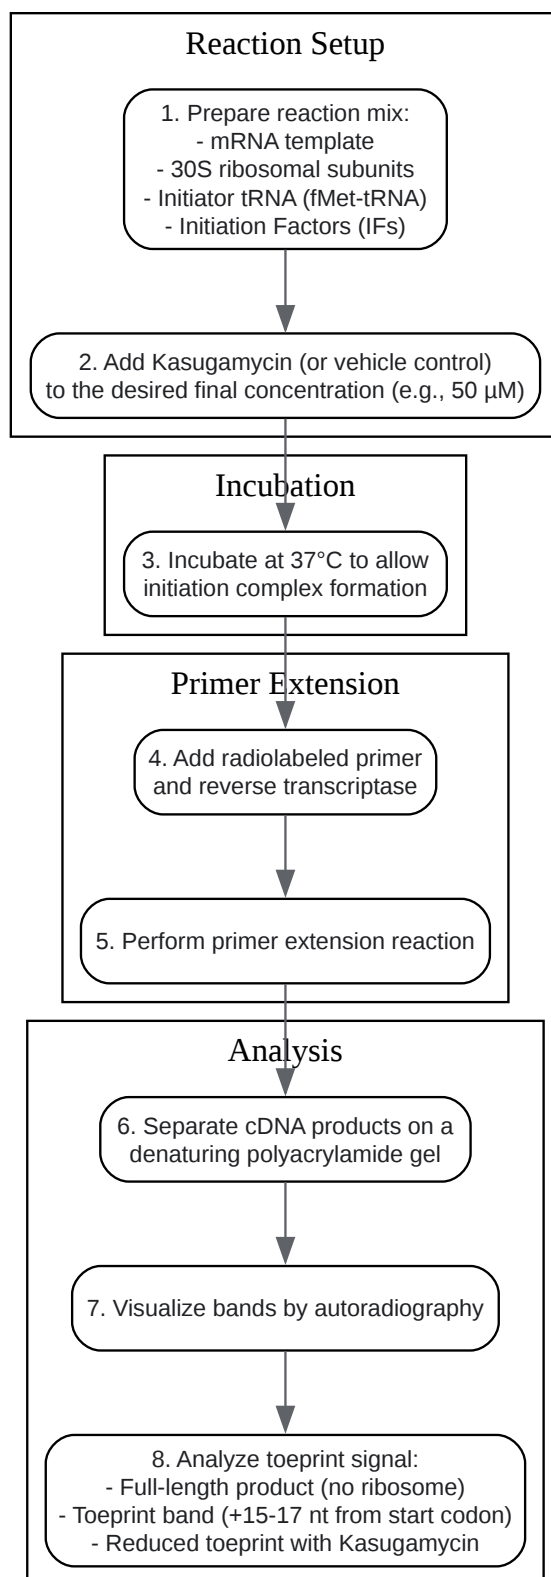 Reaction Setup
1. Prepare reaction mix:
- mRNA template
- 30S ribosomal subunits
- Initiator tRNA (fMet-tRNA)
- Initiation Factors (IFs)
2. Add Kasugamycin (or vehicle control)
to the desired final concentration (e.g., 50 µM)
Incubation
3. Incubate at 37°C to allow
initiation complex formation
Primer Extension
4. Add radiolabeled primer
and reverse transcriptase
5. Perform primer extension reaction
Analysis
6. Separate cDNA products on a
denaturing polyacrylamide gel
7. Visualize bands by autoradiography
8. Analyze toeprint signal:
- Full-length product (no ribosome)
- Toeprint band (+15-17 nt from start codon)
- Reduced toeprint with Kasugamycin